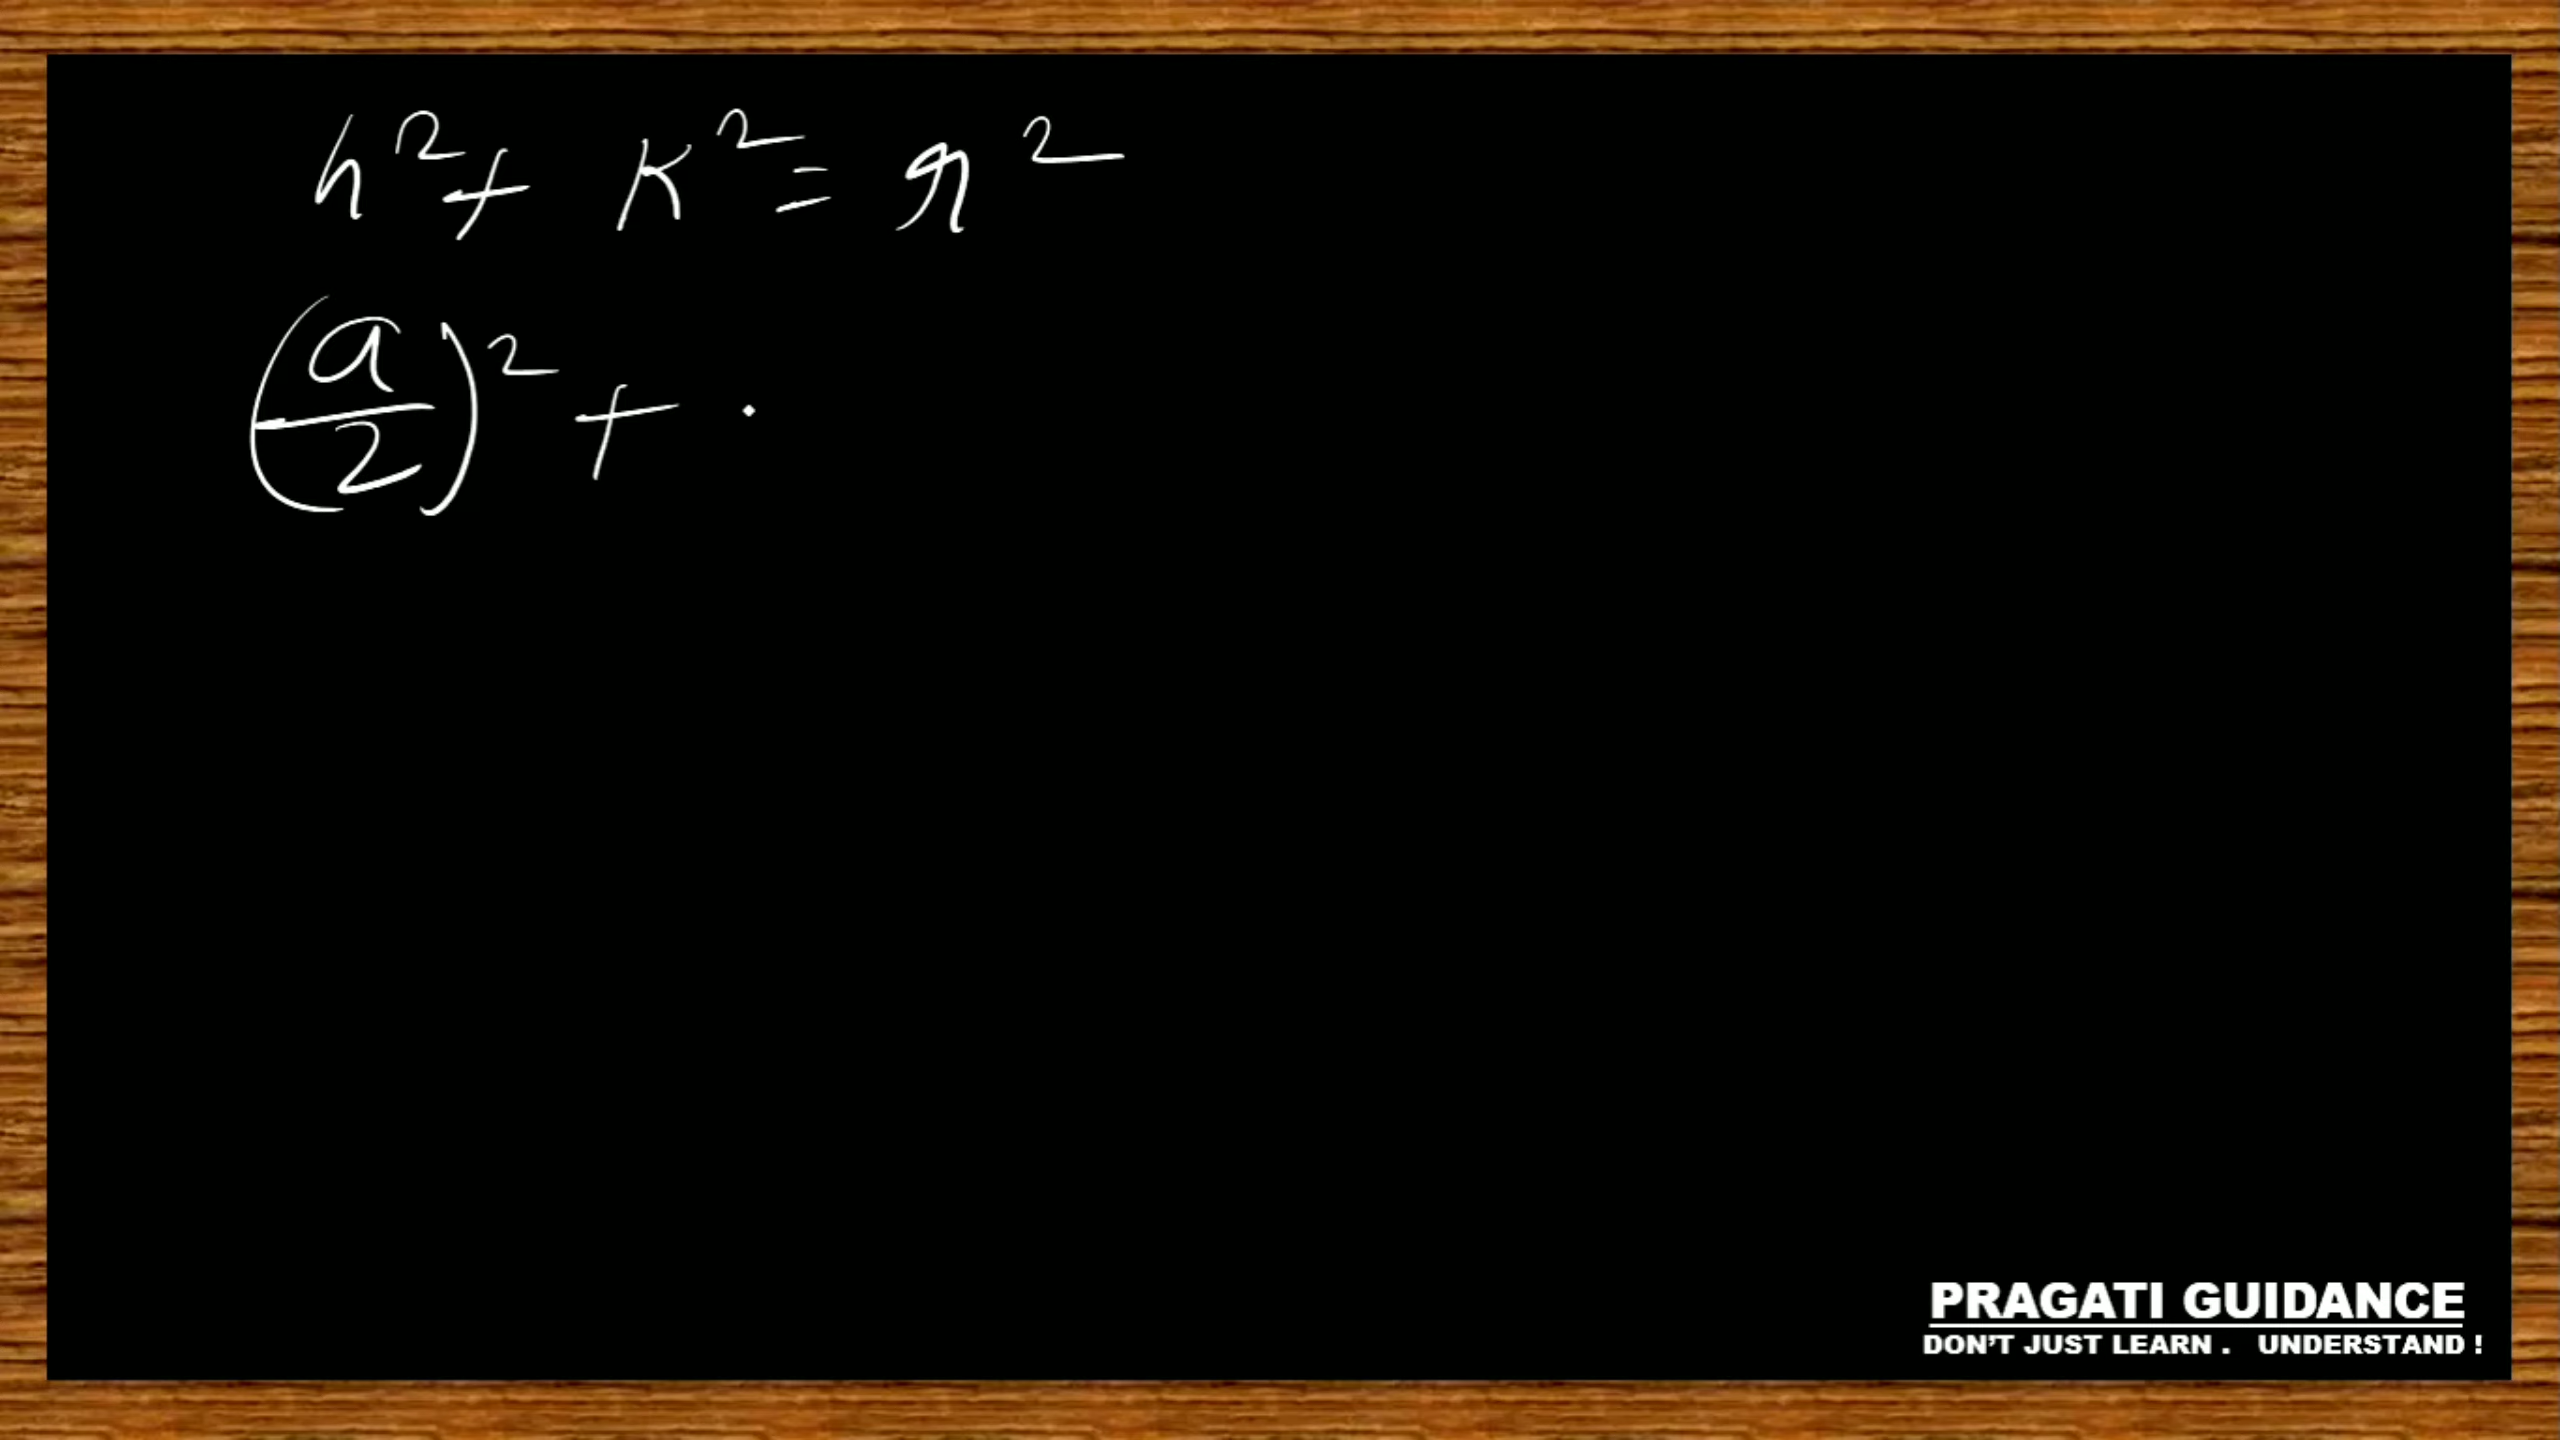 h² + K² = r²
(a/2)² + .
PRAGATI GUIDANCE
DON'T JUST LEARN . UNDERSTAND !